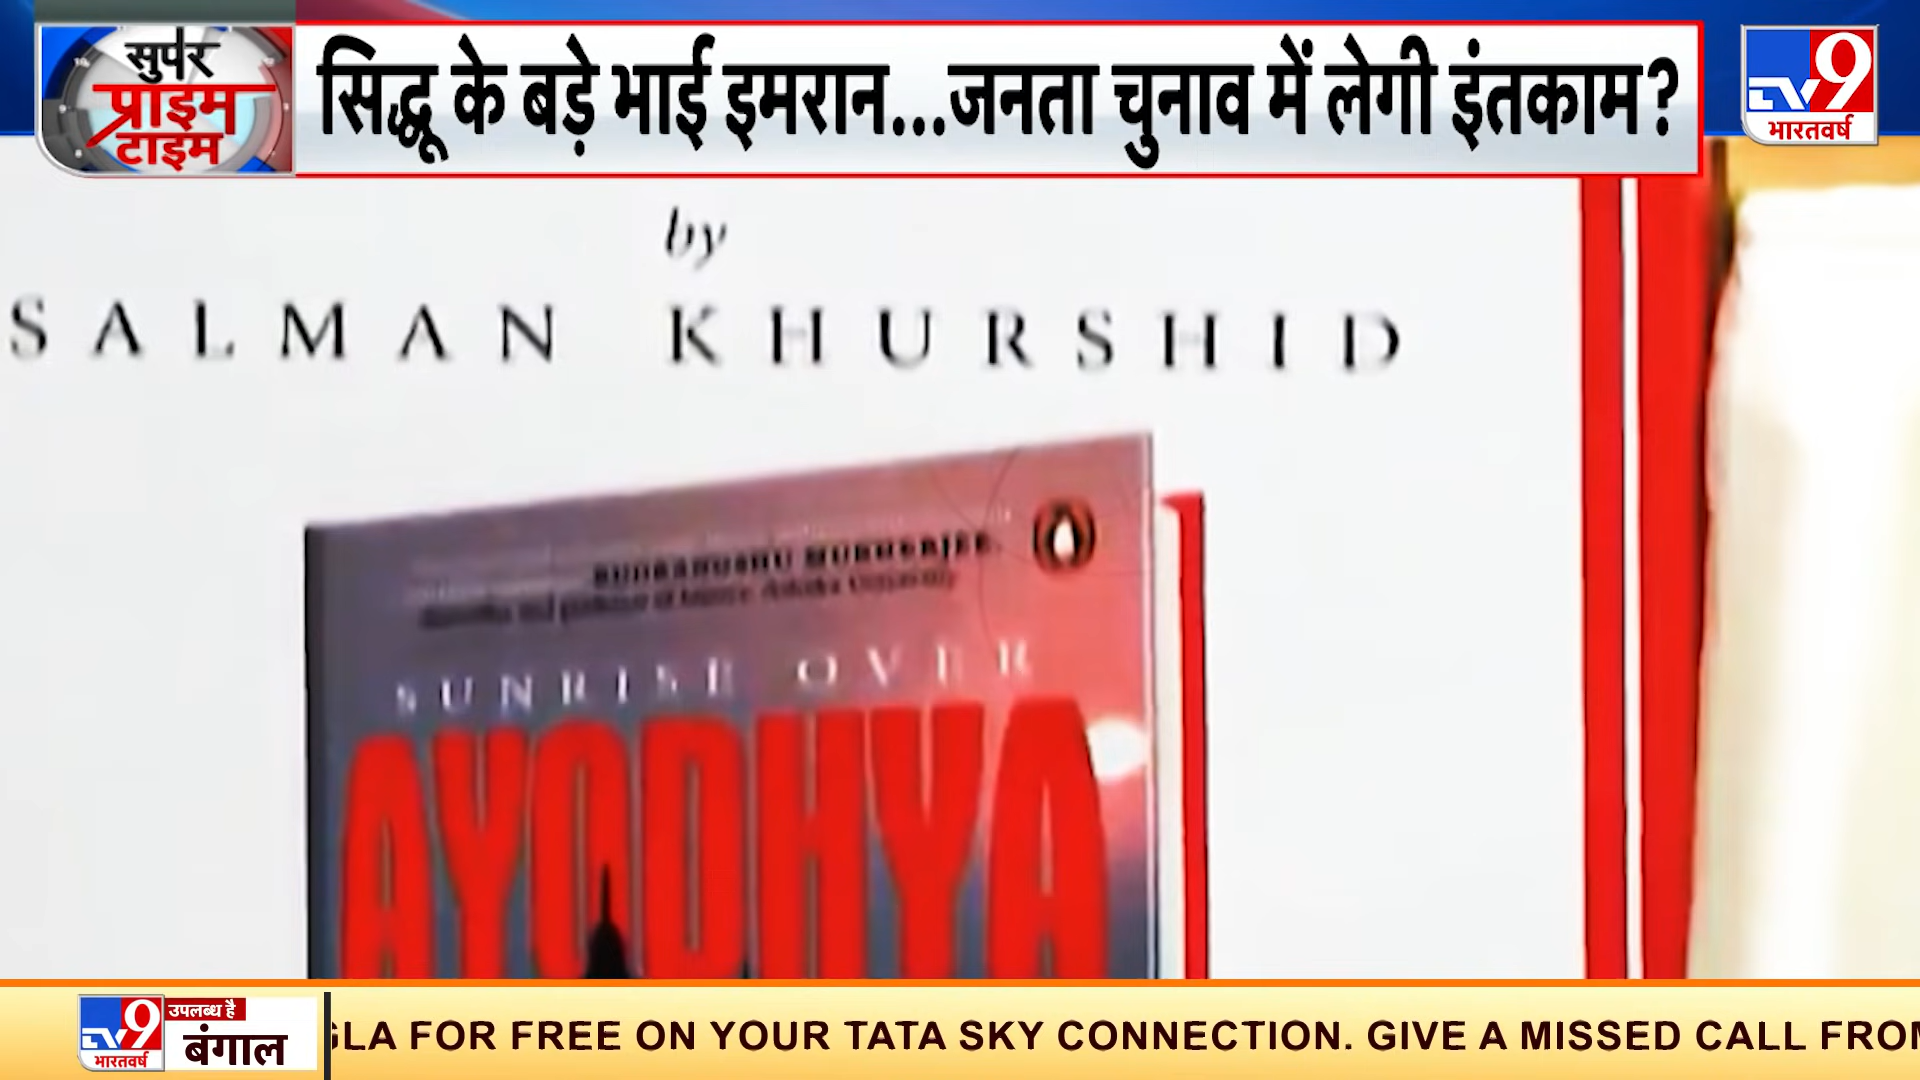 सुपर
प्राइम
टाइम
सिद्धू के बड़े भाई इमरान...जनता चुनाव में लेगी इंतकाम?
TV9
भारतवर्ष
by
SALMAN KHURSHID
MUKHERJEE,
SUNRISE OVER
AYODHYA
TV9
भारतवर्ष
उपलब्ध है
बंगाल
GLA FOR FREE ON YOUR TATA SKY CONNECTION. GIVE A MISSED CALL FROM